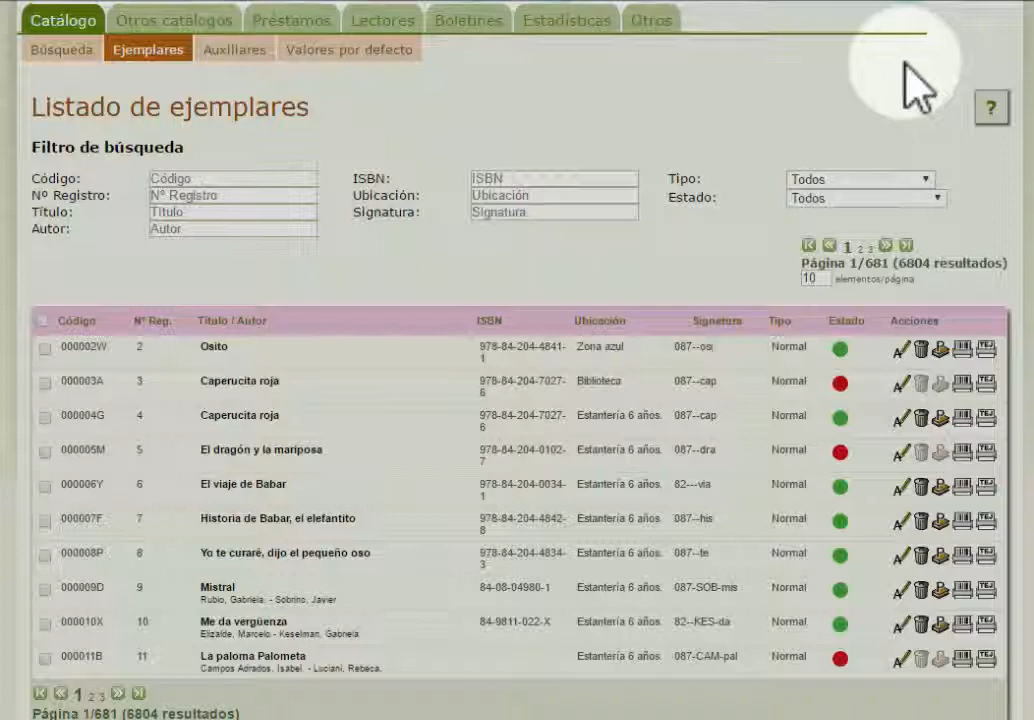 Catálogo Otros catálogos Préstamos Lectores Boletines Estadísticas Otros
Búsqueda Ejemplares Auxiliares Valores por defecto
Listado de ejemplares
?
Filtro de búsqueda
Código: Código ISBN: ISBN Tipo: Todos
Nº Registro: Nº Registro Ubicación: Ubicación Estado: Todos
Título: Título Signatura: Signatura
Autor: Autor
1 2 3
Página 1/681 (6804 resultados)
10 elementos/página
Código Nº Reg. Título / Autor ISBN Ubicación Signatura Tipo Estado Acciones
000002W 2 Osito 978-84-204-4841-1 Zona azul 087--osi Normal
000003A 3 Caperucita roja 978-84-204-7027-6 Biblioteca 087--cap Normal
000004G 4 Caperucita roja 978-84-204-7027-6 Estantería 6 años. 087--cap Normal
000005M 5 El dragón y la mariposa 978-84-204-0102-7 Estantería 6 años. 087--dra Normal
000006Y 6 El viaje de Babar 978-84-204-0034-1 Estantería 6 años. 82---via Normal
000007F 7 Historia de Babar, el elefantito 978-84-204-4842-8 Estantería 6 años. 087--his Normal
000008P 8 Yo te curaré, dijo el pequeño oso 978-84-204-4834-3 Estantería 6 años. 087--te Normal
000009D 9 Mistral 84-08-04980-1 Estantería 6 años. 087-SOB-mis Normal
Rubio, Gabriela. - Sobrino, Javier
000010X 10 Me da vergüenza 84-9811-022-X Estantería 6 años. 82--KES-da Normal
Elizalde, Marcelo - Keselman, Gabriela
000011B 11 La paloma Palometa Estantería 6 años. 087-CAM-pal Normal
Campos Adrados, Isabel. - Luciani, Rebeca.
1 2 3
Página 1/681 (6804 resultados)